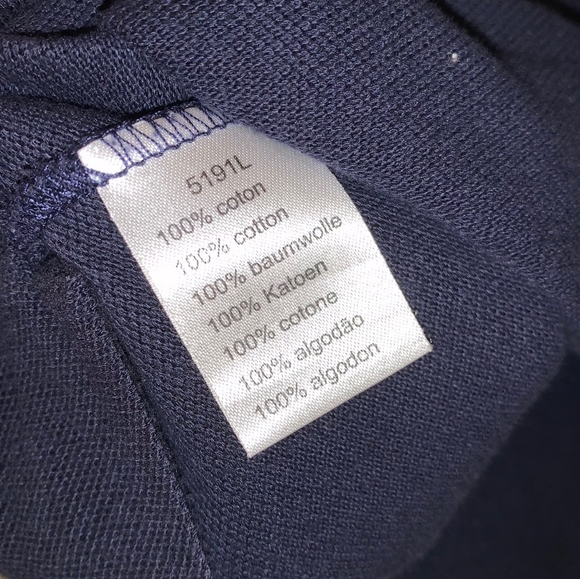 5191L
100% coton
100% cotton
100% baumwolle
100% Katoen
100% cotone
100% algodão
100% algodon